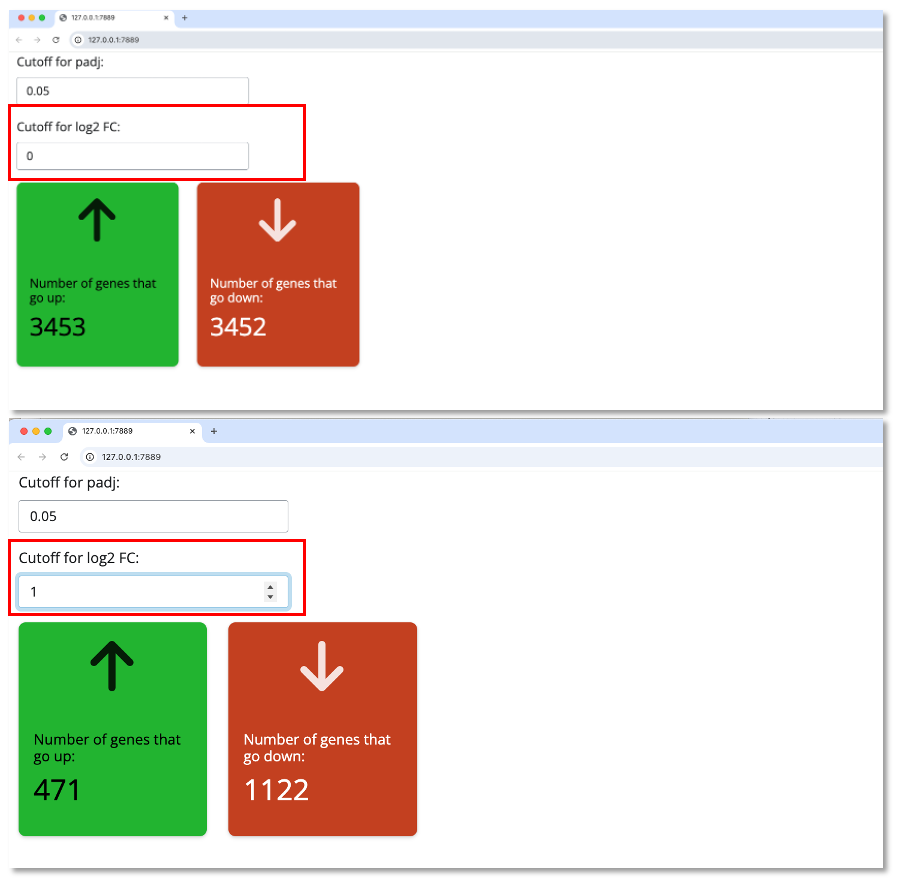 127.0.0.1:7889
127.0.0.1:7889
Cutoff for padj:
0.05
Cutoff for log2 FC:
0
Number of genes that
go up:
3453
Number of genes that
go down:
3452
127.0.0.1:7889
127.0.0.1:7889
Cutoff for padj:
0.05
Cutoff for log2 FC:
1
Number of genes that
go up:
471
Number of genes that
go down:
1122